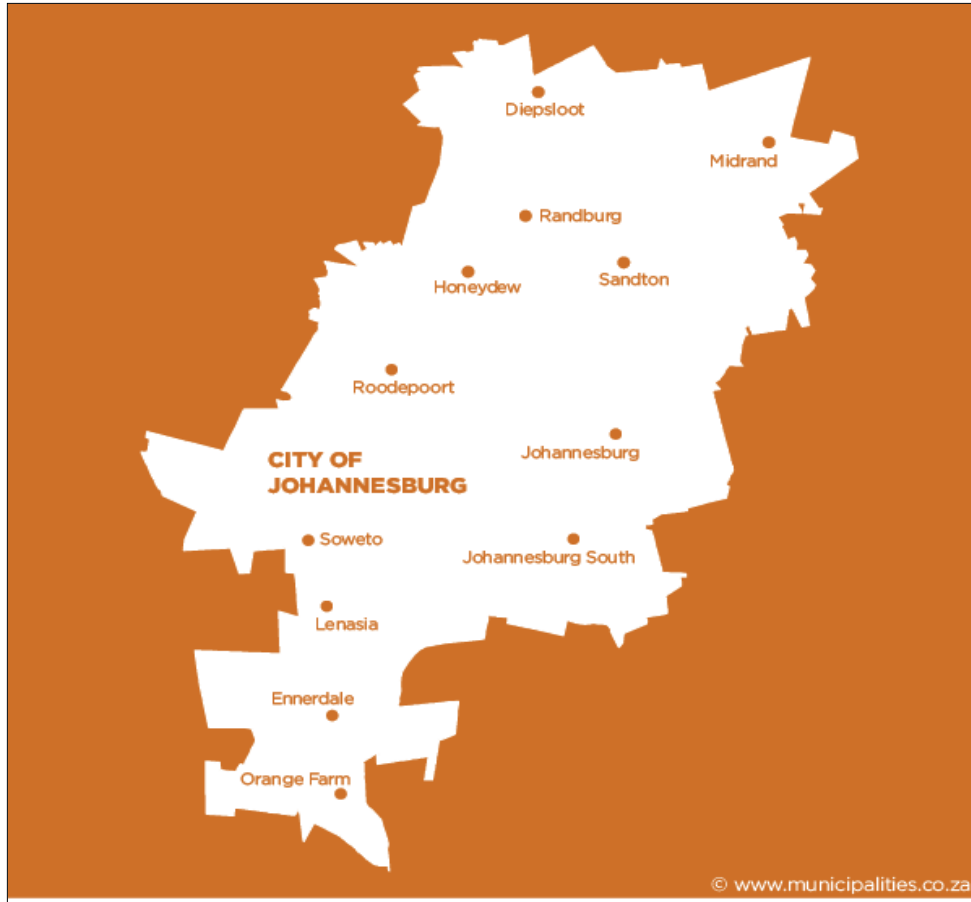 Diepsloot
Midrand
Randburg
Sandton
Honeydew
Roodepoort
Johannesburg
CITY OF
JOHANNESBURG
Soweto
Johannesburg South
Lenasia
Ennerdale
Orange Farm
© www.municipalities.co.za